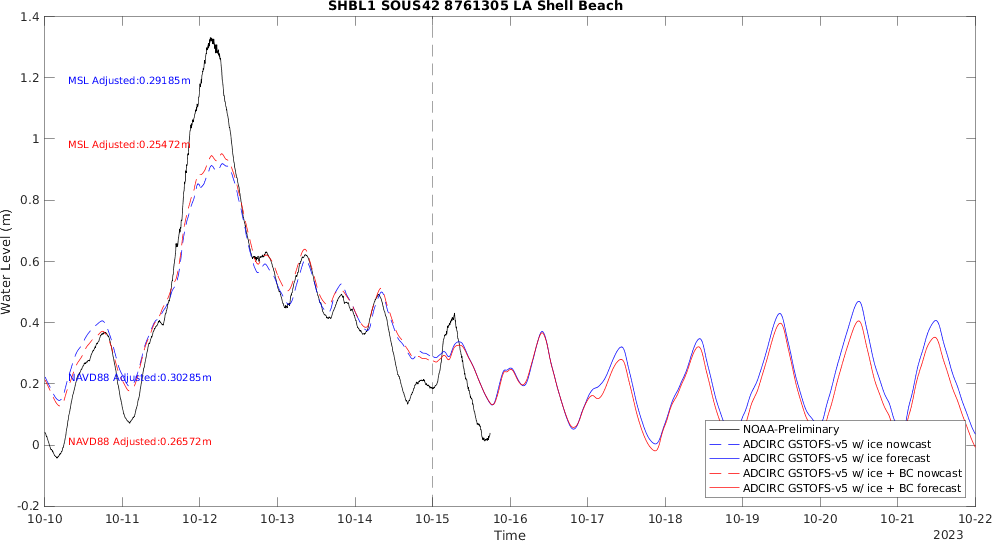 SHBL1 SOUS42 8761305 LA Shell Beach
1.4
1.2
1
0.8
0.6
0.4
0.2
0
-0.2
Water Level (m)
MSL Adjusted:0.29185m
MSL Adjusted:0.25472m
NAVD88 Adjusted:0.30285m
NAVD88 Adjusted:0.26572m
NOAA-Preliminary
ADCIRC GSTOFS-v5 w/ ice nowcast
ADCIRC GSTOFS-v5 w/ ice forecast
ADCIRC GSTOFS-v5 w/ ice + BC nowcast
ADCIRC GSTOFS-v5 w/ ice + BC forecast
10-10 10-11 10-12 10-13 10-14 10-15 10-16 10-17 10-18 10-19 10-20 10-21 10-22
Time
2023